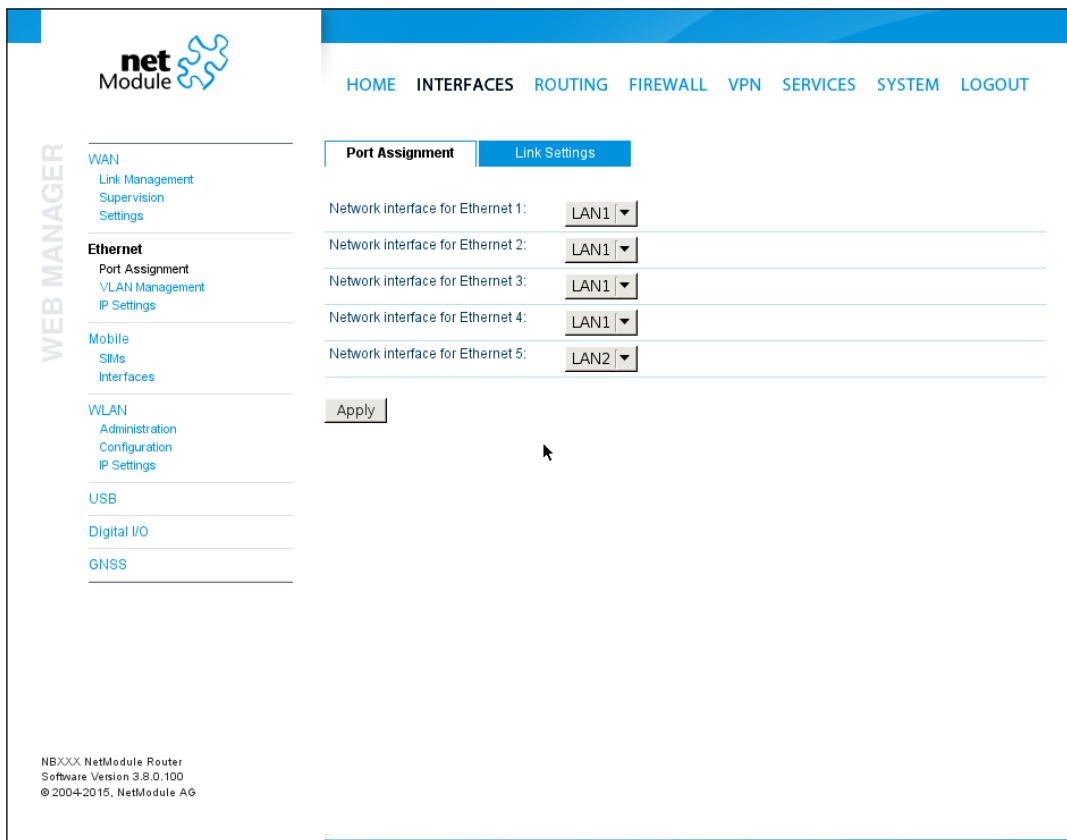 net
Module
HOME INTERFACES ROUTING FIREWALL VPN SERVICES SYSTEM LOGOUT
WEB MANAGER
WAN
Link Management
Supervision
Settings
Ethernet
Port Assignment
VLAN Management
IP Settings
Mobile
SIMs
Interfaces
WLAN
Administration
Configuration
IP Settings
USB
Digital I/O
GNSS
Port Assignment Link Settings
Network interface for Ethernet 1: LAN1
Network interface for Ethernet 2: LAN1
Network interface for Ethernet 3: LAN1
Network interface for Ethernet 4: LAN1
Network interface for Ethernet 5: LAN2
Apply
NBXXX NetModule Router
Software Version 3.8.0.100
© 2004-2015, NetModule AG